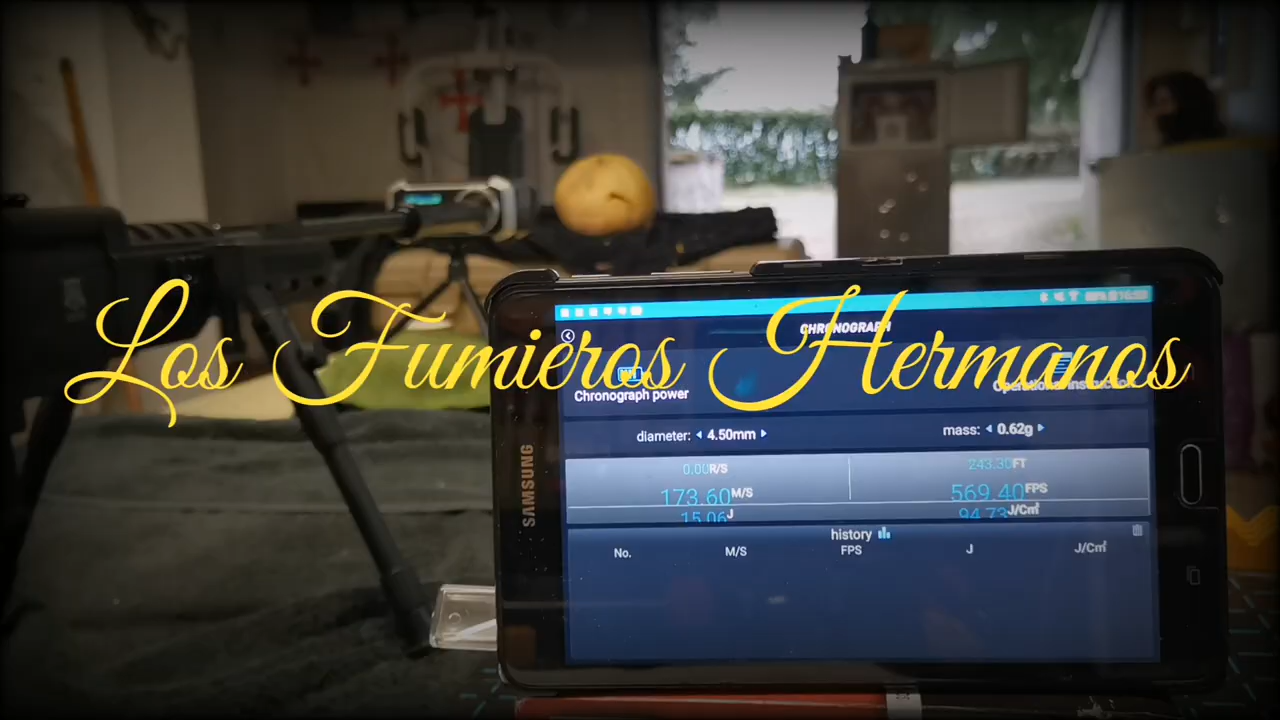 Los Fumieros Hermanos
CHRONOGRAPH
Chronograph power
Operational instruction
diameter: 4.50mm
mass: 0.62g
0.00R/S
243.30FT
173.60M/S
569.40FPS
15.06J
94.73J/Cm²
history
No. M/S FPS J J/Cm²
SAMSUNG